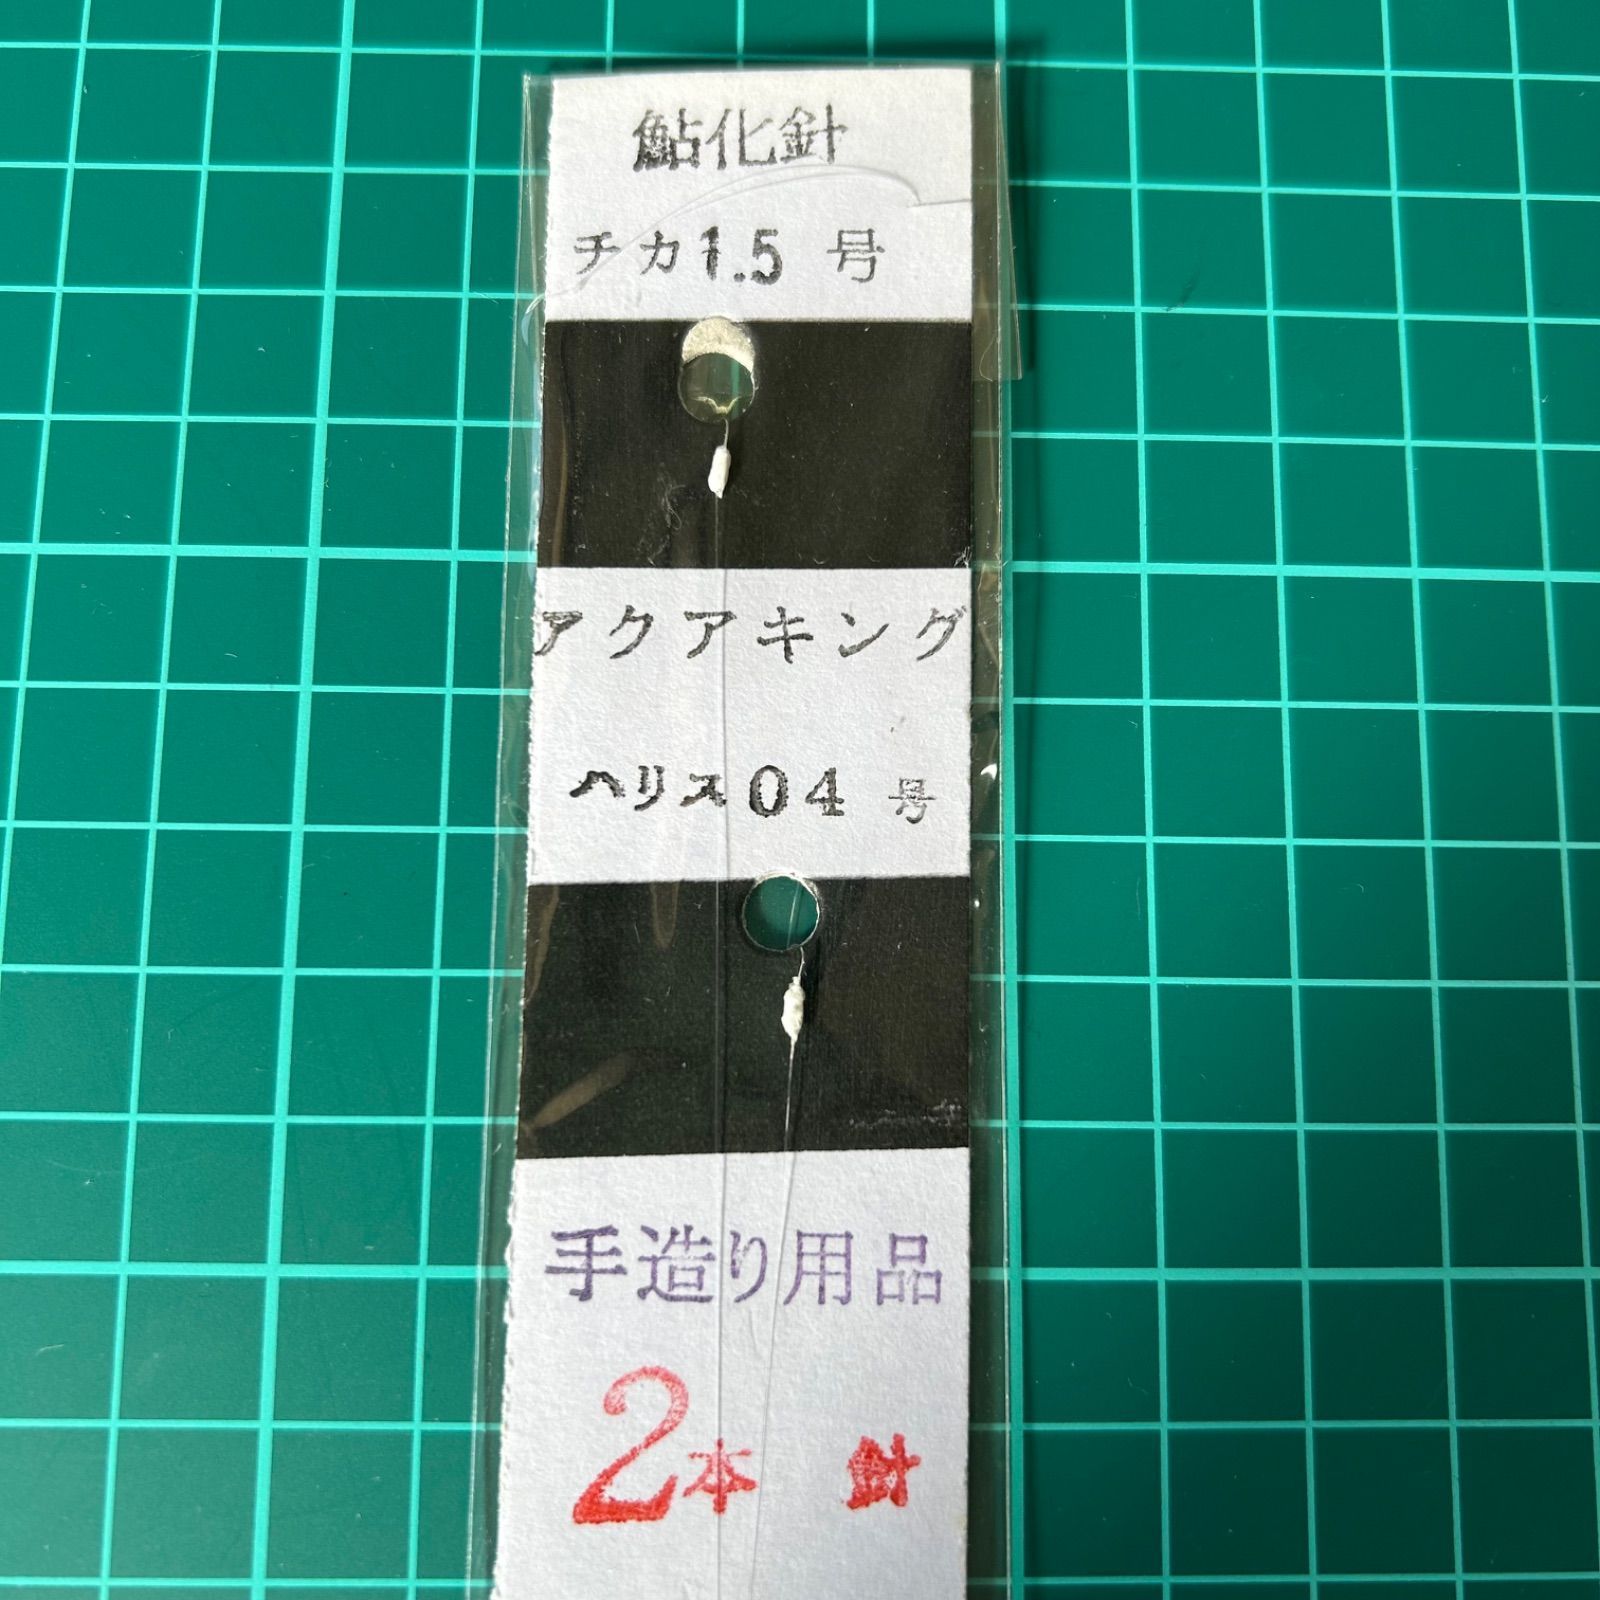 鮎化針
チカ1.5 号
アクアキング
ハリス04 号
手造り用品
2本 針